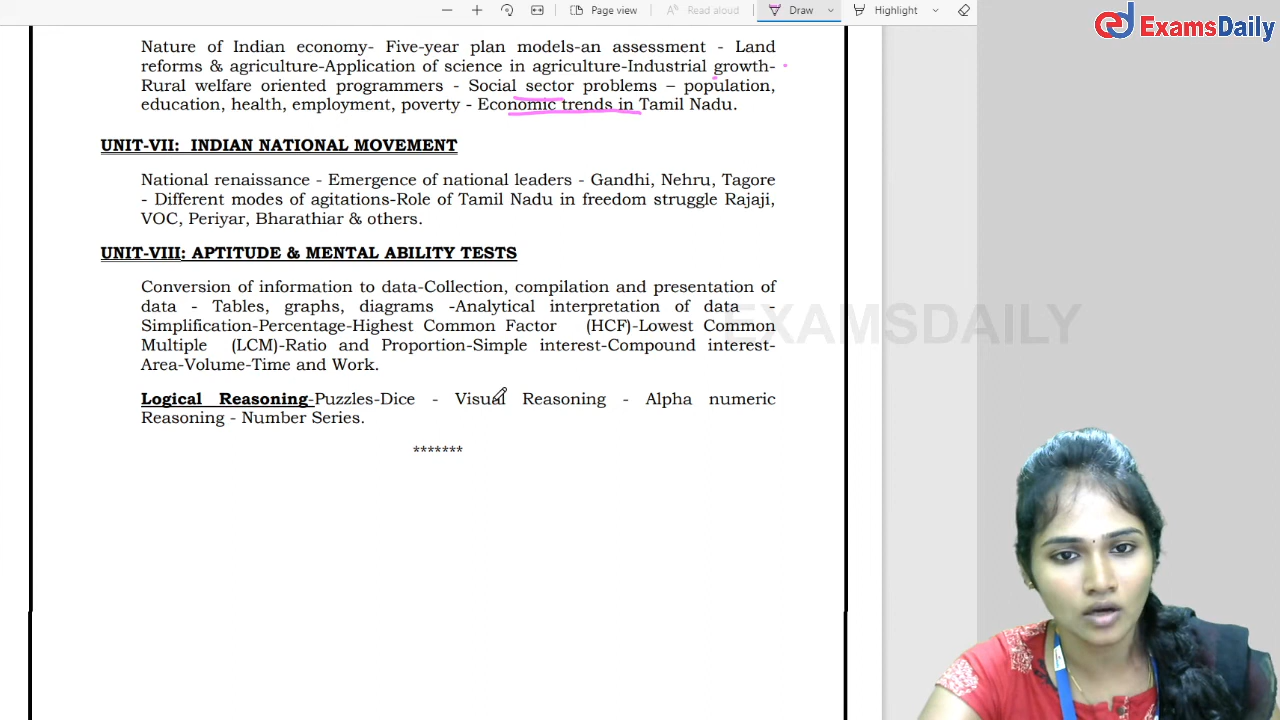 Page view
Read aloud
Draw
Highlight
ExamsDaily
Nature of Indian economy- Five-year plan models-an assessment - Land
reforms & agriculture-Application of science in agriculture-Industrial growth-
Rural welfare oriented programmers - Social sector problems – population,
education, health, employment, poverty - Economic trends in Tamil Nadu.
UNIT-VII: INDIAN NATIONAL MOVEMENT
National renaissance - Emergence of national leaders - Gandhi, Nehru, Tagore
- Different modes of agitations-Role of Tamil Nadu in freedom struggle Rajaji,
VOC, Periyar, Bharathiar & others.
UNIT-VIII: APTITUDE & MENTAL ABILITY TESTS
Conversion of information to data-Collection, compilation and presentation of
data - Tables, graphs, diagrams -Analytical interpretation of data -
Simplification-Percentage-Highest Common Factor (HCF)-Lowest Common
Multiple (LCM)-Ratio and Proportion-Simple interest-Compound interest-
Area-Volume-Time and Work.
EXAMSDAILY
Logical Reasoning-Puzzles-Dice - Visual Reasoning - Alpha numeric
Reasoning - Number Series.
*******